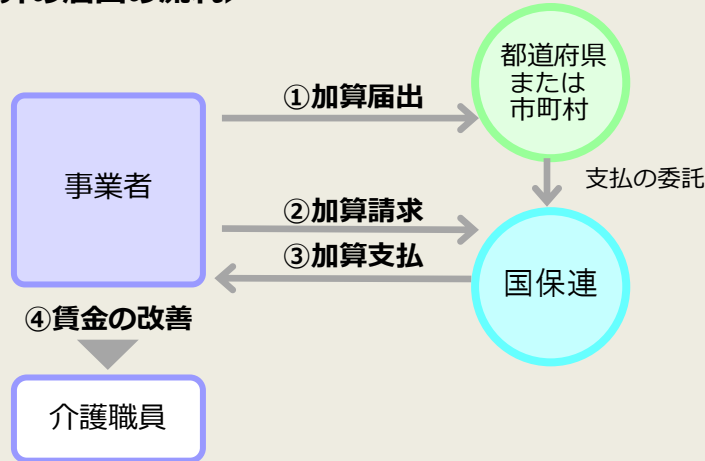 都道府県
または
市町村
①加算届出
事業者
支払の委託
②加算請求
③加算支払
国保連
④賃金の改善
介護職員